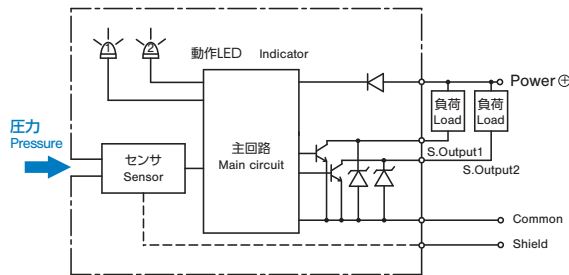 1
2
動作LED Indicator
Power⊕
負荷
Load
負荷
Load
圧力
Pressure
センサ
Sensor
主回路
Main circuit
S.Output1
S.Output2
Common
Shield